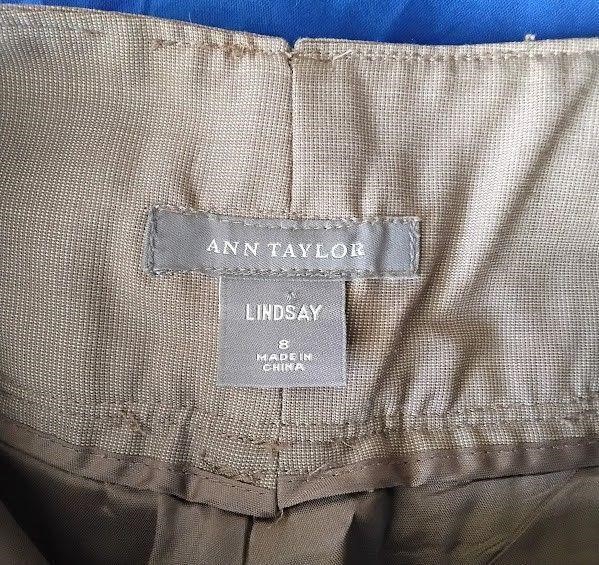 ANN TAYLOR
LINDSAY
8
MADE IN
CHINA